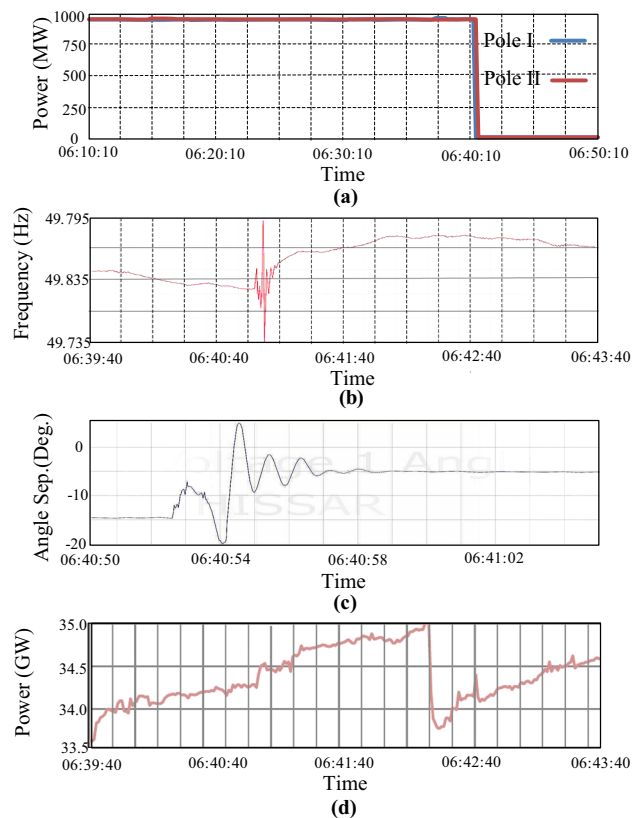 (a)
Power (MW)
1000
750
500
250
0
Pole I
Pole II
06:10:10 06:20:10 06:30:10 06:40:10 06:50:10
Time
(a)
Frequency (Hz)
49.795
49.835
49.735
06:39:40 06:40:40 06:41:40 06:42:40 06:43:40
Time
(b)
Angle Sep.(Deg.)
0
-10
-20
Voltage 1 Ang
HISSAR
06:40:50 06:40:54 06:40:58 06:41:02
Time
(c)
Power (GW)
35.0
34.5
34.0
33.5
06:39:40 06:40:40 06:41:40 06:42:40 06:43:40
Time
(d)